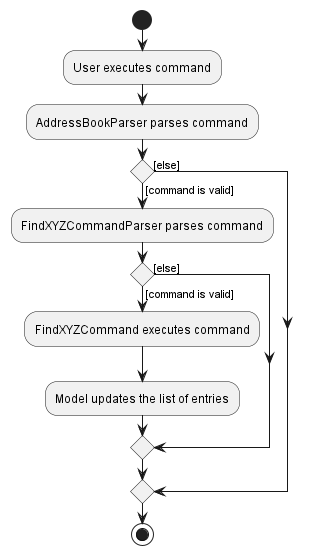 User executes command
AddressBookParser parses command
[else]
[command is valid]
FindXYZCommandParser parses command
[else]
[command is valid]
FindXYZCommand executes command
Model updates the list of entries